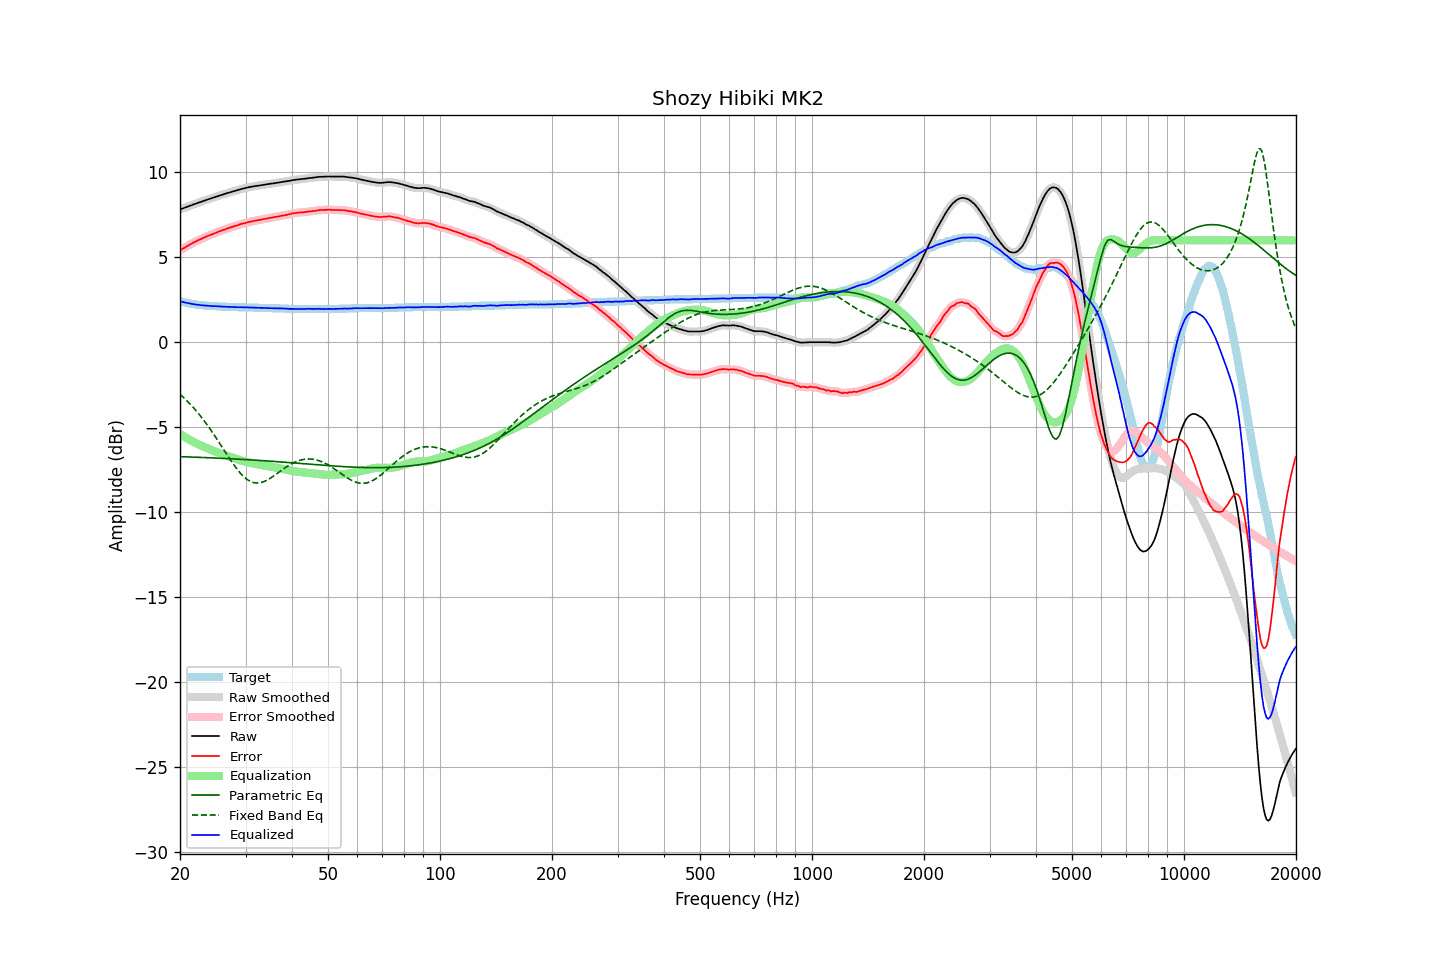 Shozy Hibiki MK2
Amplitude (dBr)
10
5
0
−5
−10
−15
−20
−25
−30
Target
Raw Smoothed
Error Smoothed
Raw
Error
Equalization
Parametric Eq
Fixed Band Eq
Equalized
20 50 100 200 500 1000 2000 5000 10000 20000
Frequency (Hz)